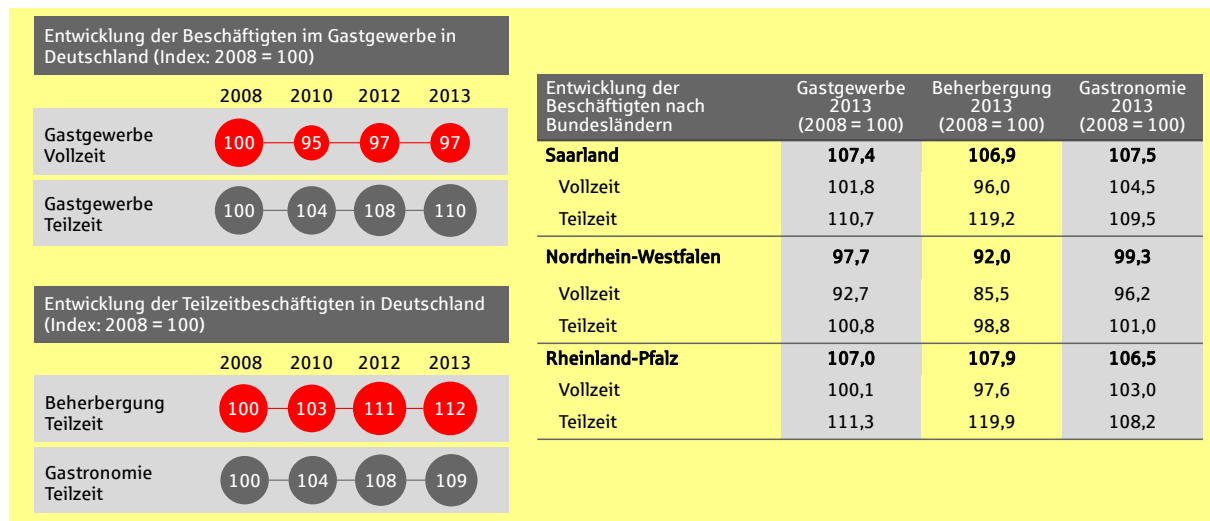 Entwicklung der Beschäftigten im Gastgewerbe in
Deutschland (Index: 2008 = 100)
2008 2010 2012 2013
Gastgewerbe
Vollzeit
100 95 97 97
Gastgewerbe
Teilzeit
100 104 108 110
Entwicklung der Teilzeitbeschäftigten in Deutschland
(Index: 2008 = 100)
2008 2010 2012 2013
Beherbergung
Teilzeit
100 103 111 112
Gastronomie
Teilzeit
100 104 108 109
Entwicklung der
Beschäftigten nach
Bundesländern
Gastgewerbe
2013
(2008 = 100)
Beherbergung
2013
(2008 = 100)
Gastronomie
2013
(2008 = 100)
Saarland 107,4 106,9 107,5
Vollzeit 101,8 96,0 104,5
Teilzeit 110,7 119,2 109,5
Nordrhein-Westfalen 97,7 92,0 99,3
Vollzeit 92,7 85,5 96,2
Teilzeit 100,8 98,8 101,0
Rheinland-Pfalz 107,0 107,9 106,5
Vollzeit 100,1 97,6 103,0
Teilzeit 111,3 119,9 108,2